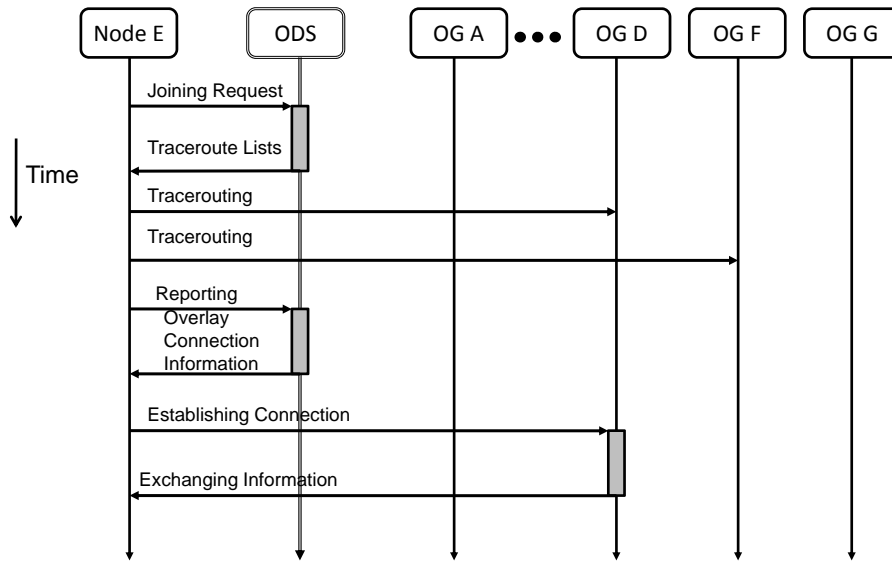 Node E
ODS
OG A
OG D
OG F
OG G
Joining Request
Traceroute Lists
Time
Tracerouting
Tracerouting
Reporting
Overlay
Connection
Information
Establishing Connection
Exchanging Information